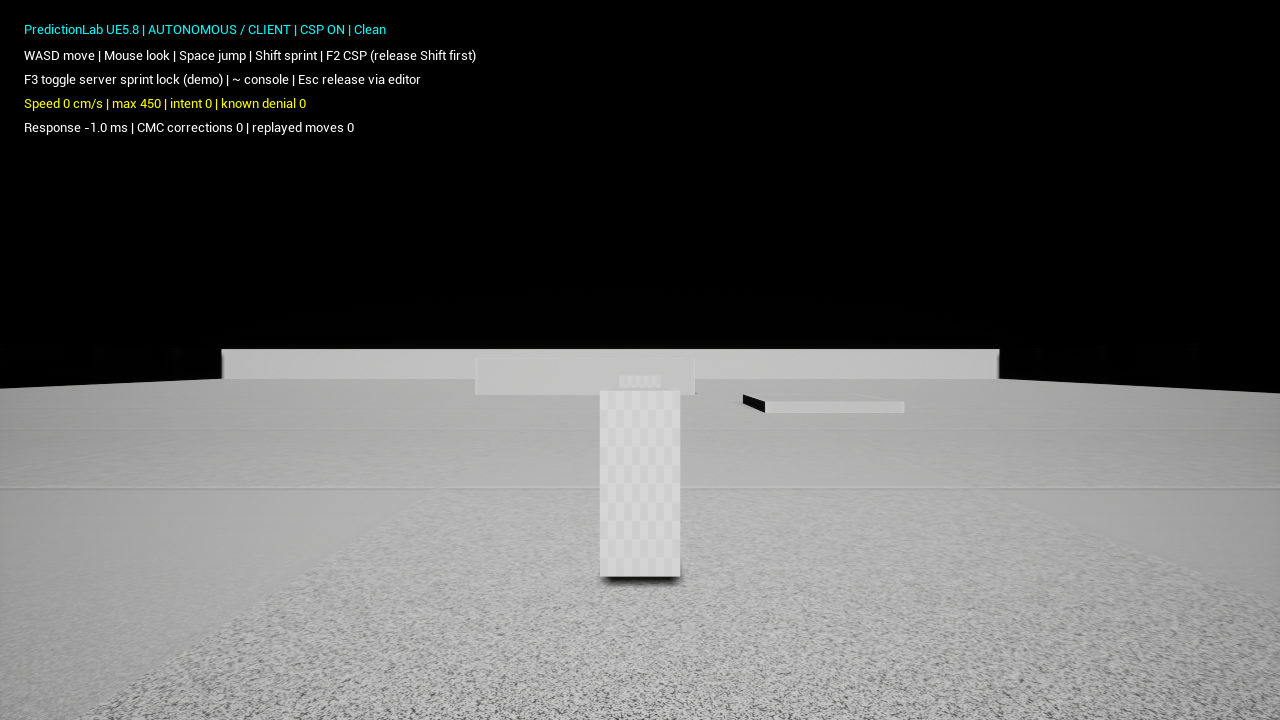 PredictionLab UE5.8 | AUTONOMOUS / CLIENT | CSP ON | Clean
WASD move | Mouse look | Space jump | Shift sprint | F2 CSP (release Shift first)
F3 toggle server sprint lock (demo) | ~ console | Esc release via editor
Speed 0 cm/s | max 450 | intent 0 | known denial 0
Response -1.0 ms | CMC corrections 0 | replayed moves 0